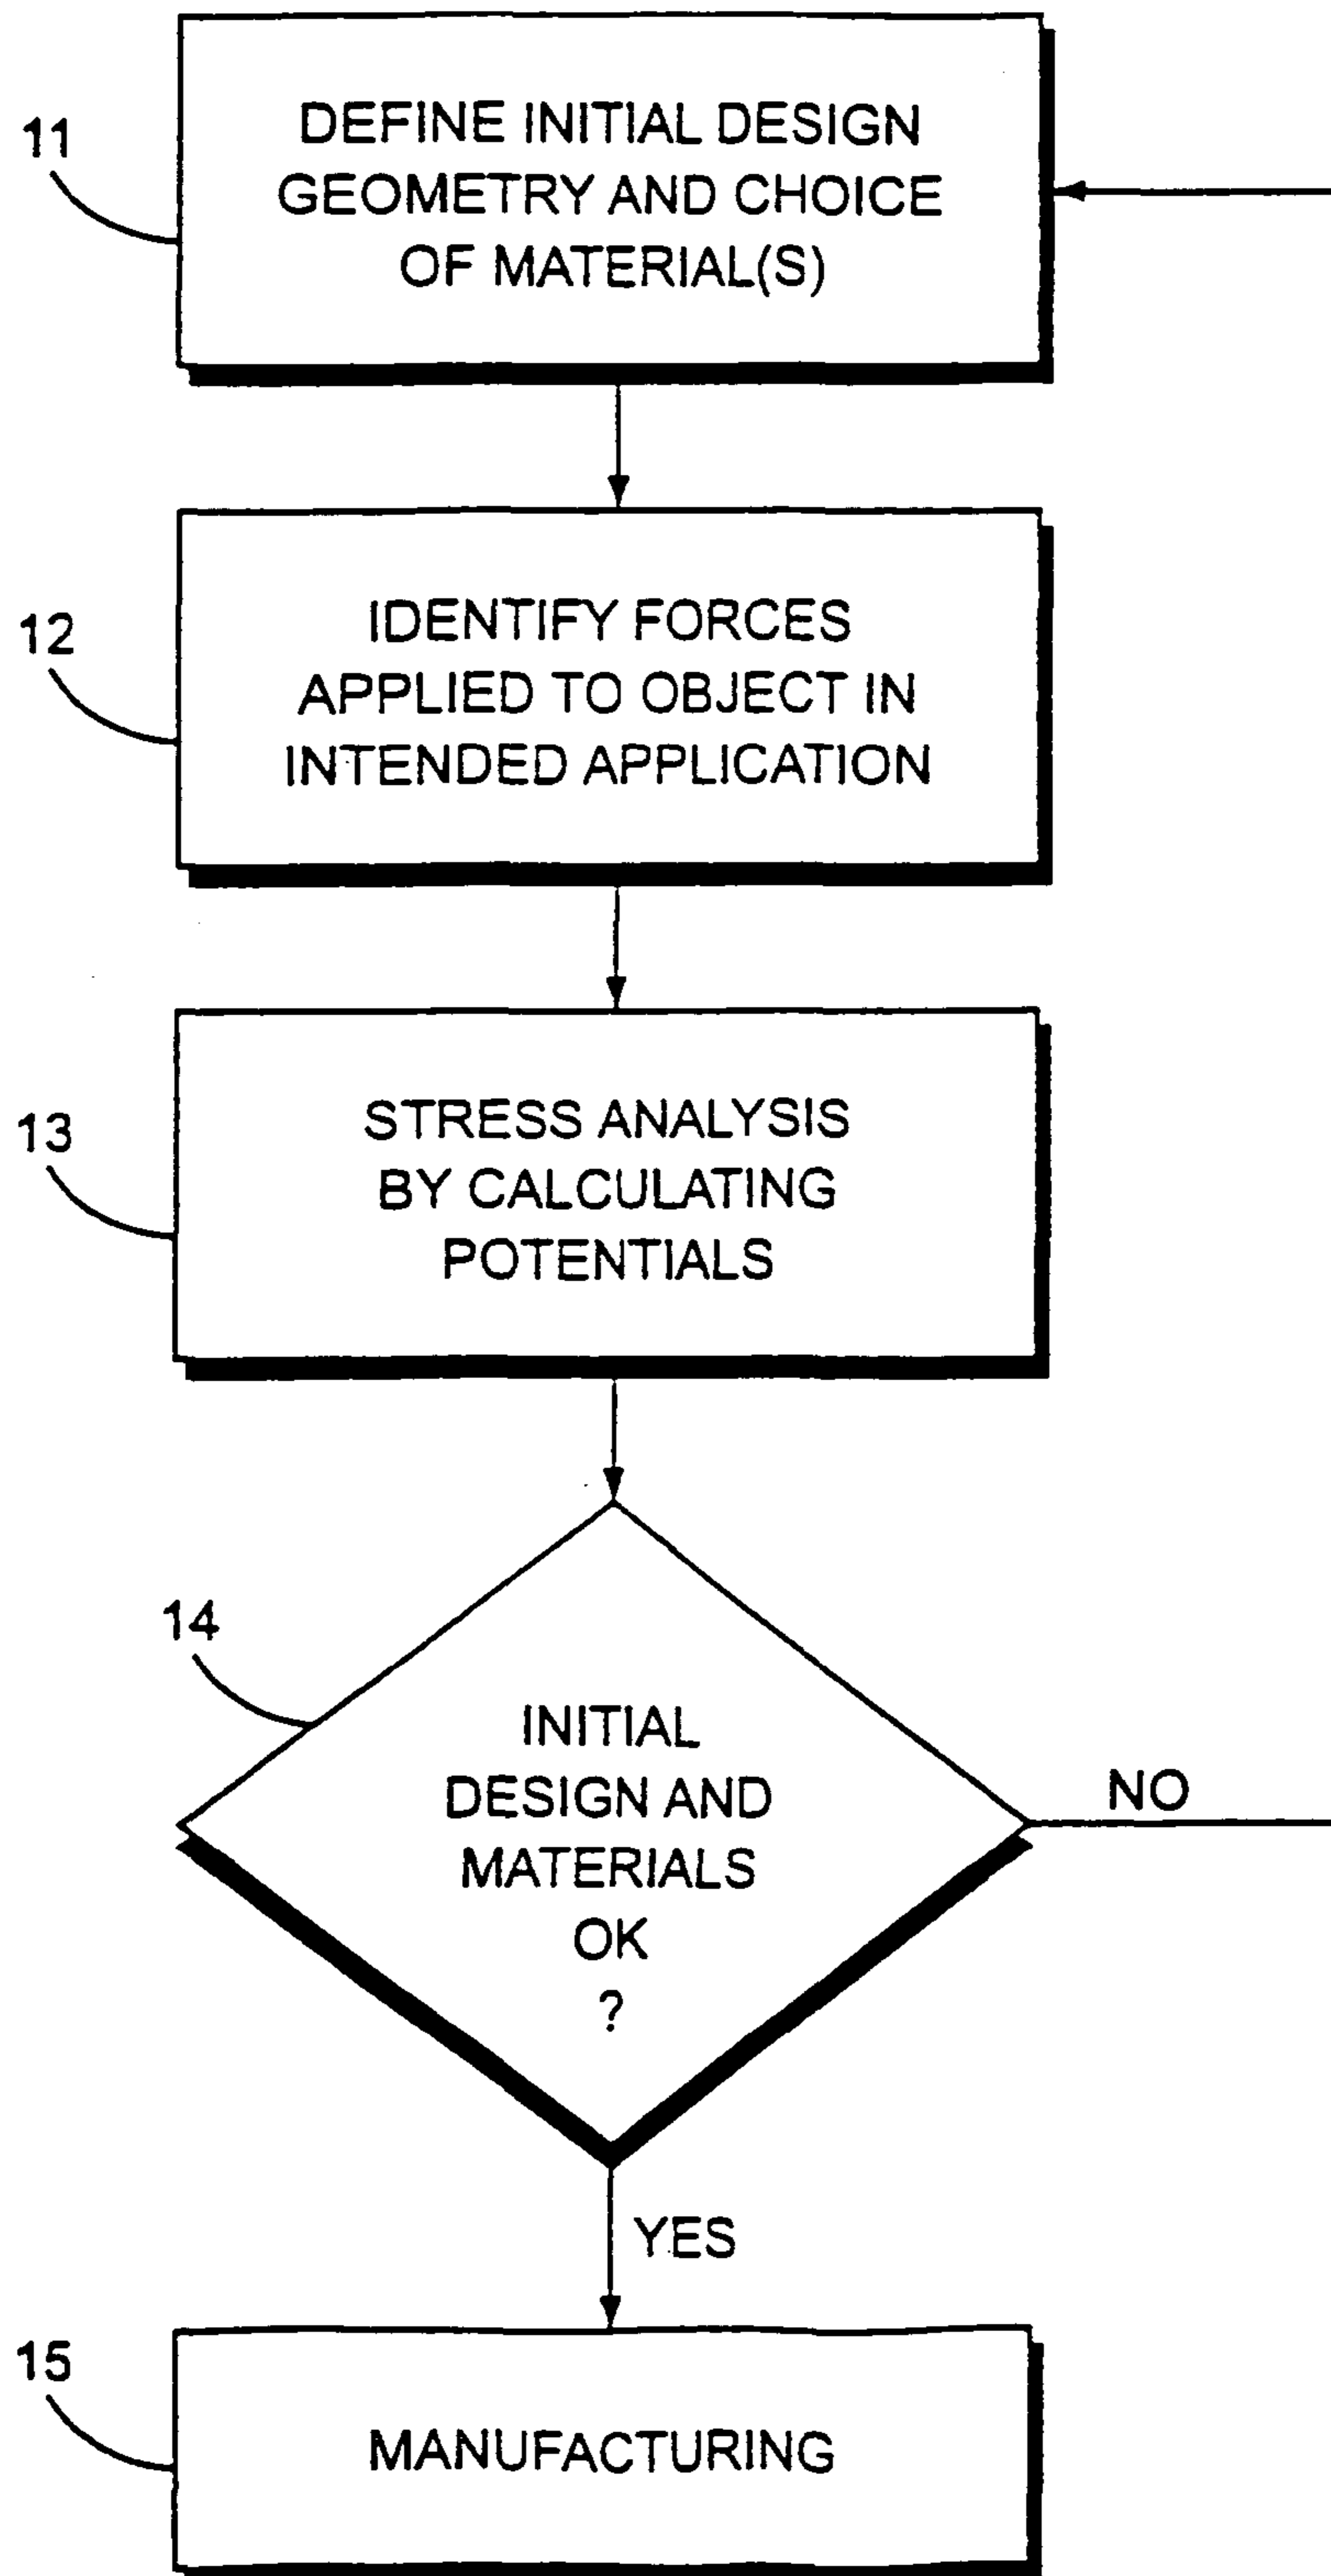 11
DEFINE INITIAL DESIGN
GEOMETRY AND CHOICE
OF MATERIAL(S)
12
IDENTIFY FORCES
APPLIED TO OBJECT IN
INTENDED APPLICATION
13
STRESS ANALYSIS
BY CALCULATING
POTENTIALS
14
INITIAL
DESIGN AND
MATERIALS
OK
?
NO
YES
15
MANUFACTURING